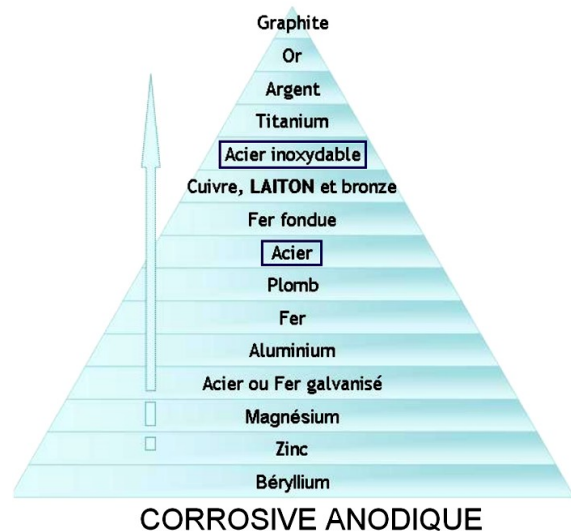 Graphite
Or
Argent
Titanium
Acier inoxydable
Cuivre, LAITON et bronze
Fer fondue
Acier
Plomb
Fer
Aluminium
Acier ou Fer galvanisé
Magnésium
Zinc
Béryllium
CORROSIVE ANODIQUE